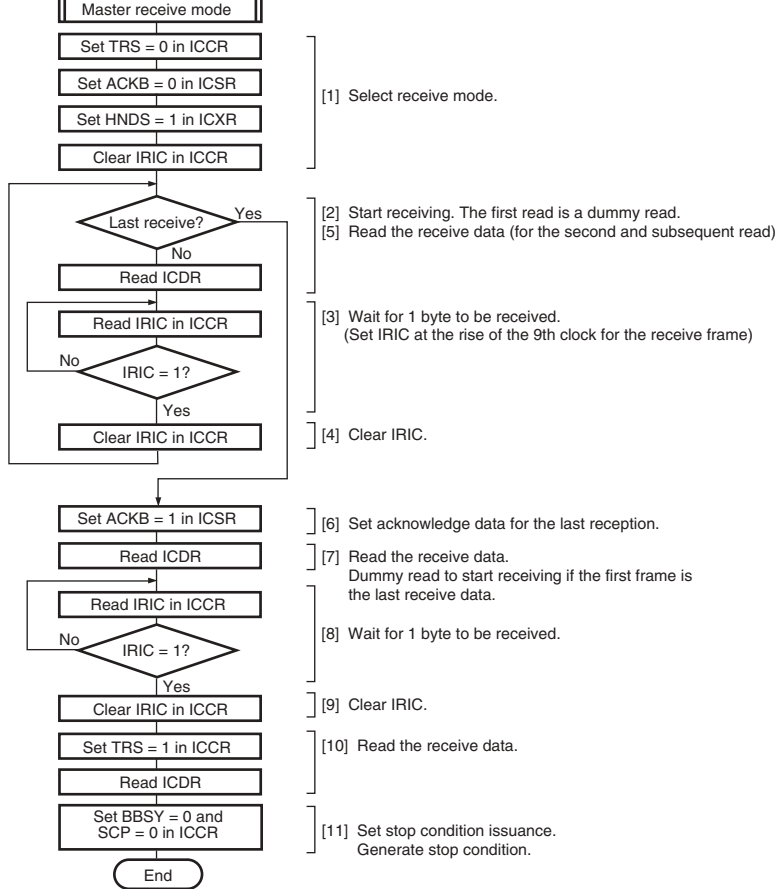 Master receive mode
Set TRS = 0 in ICCR
Set ACKB = 0 in ICSR
Set HNDS = 1 in ICXR
Clear IRIC in ICCR
[1] Select receive mode.
Last receive?
Yes
No
Read ICDR
[2] Start receiving. The first read is a dummy read.
[5] Read the receive data (for the second and subsequent read)
Read IRIC in ICCR
No
IRIC = 1?
Yes
[3] Wait for 1 byte to be received.
(Set IRIC at the rise of the 9th clock for the receive frame)
Clear IRIC in ICCR
[4] Clear IRIC.
Set ACKB = 1 in ICSR
[6] Set acknowledge data for the last reception.
Read ICDR
[7] Read the receive data.
Dummy read to start receiving if the first frame is
the last receive data.
Read IRIC in ICCR
No
IRIC = 1?
Yes
[8] Wait for 1 byte to be received.
Clear IRIC in ICCR
[9] Clear IRIC.
Set TRS = 1 in ICCR
Read ICDR
[10] Read the receive data.
Set BBSY = 0 and
SCP = 0 in ICCR
[11] Set stop condition issuance.
Generate stop condition.
End